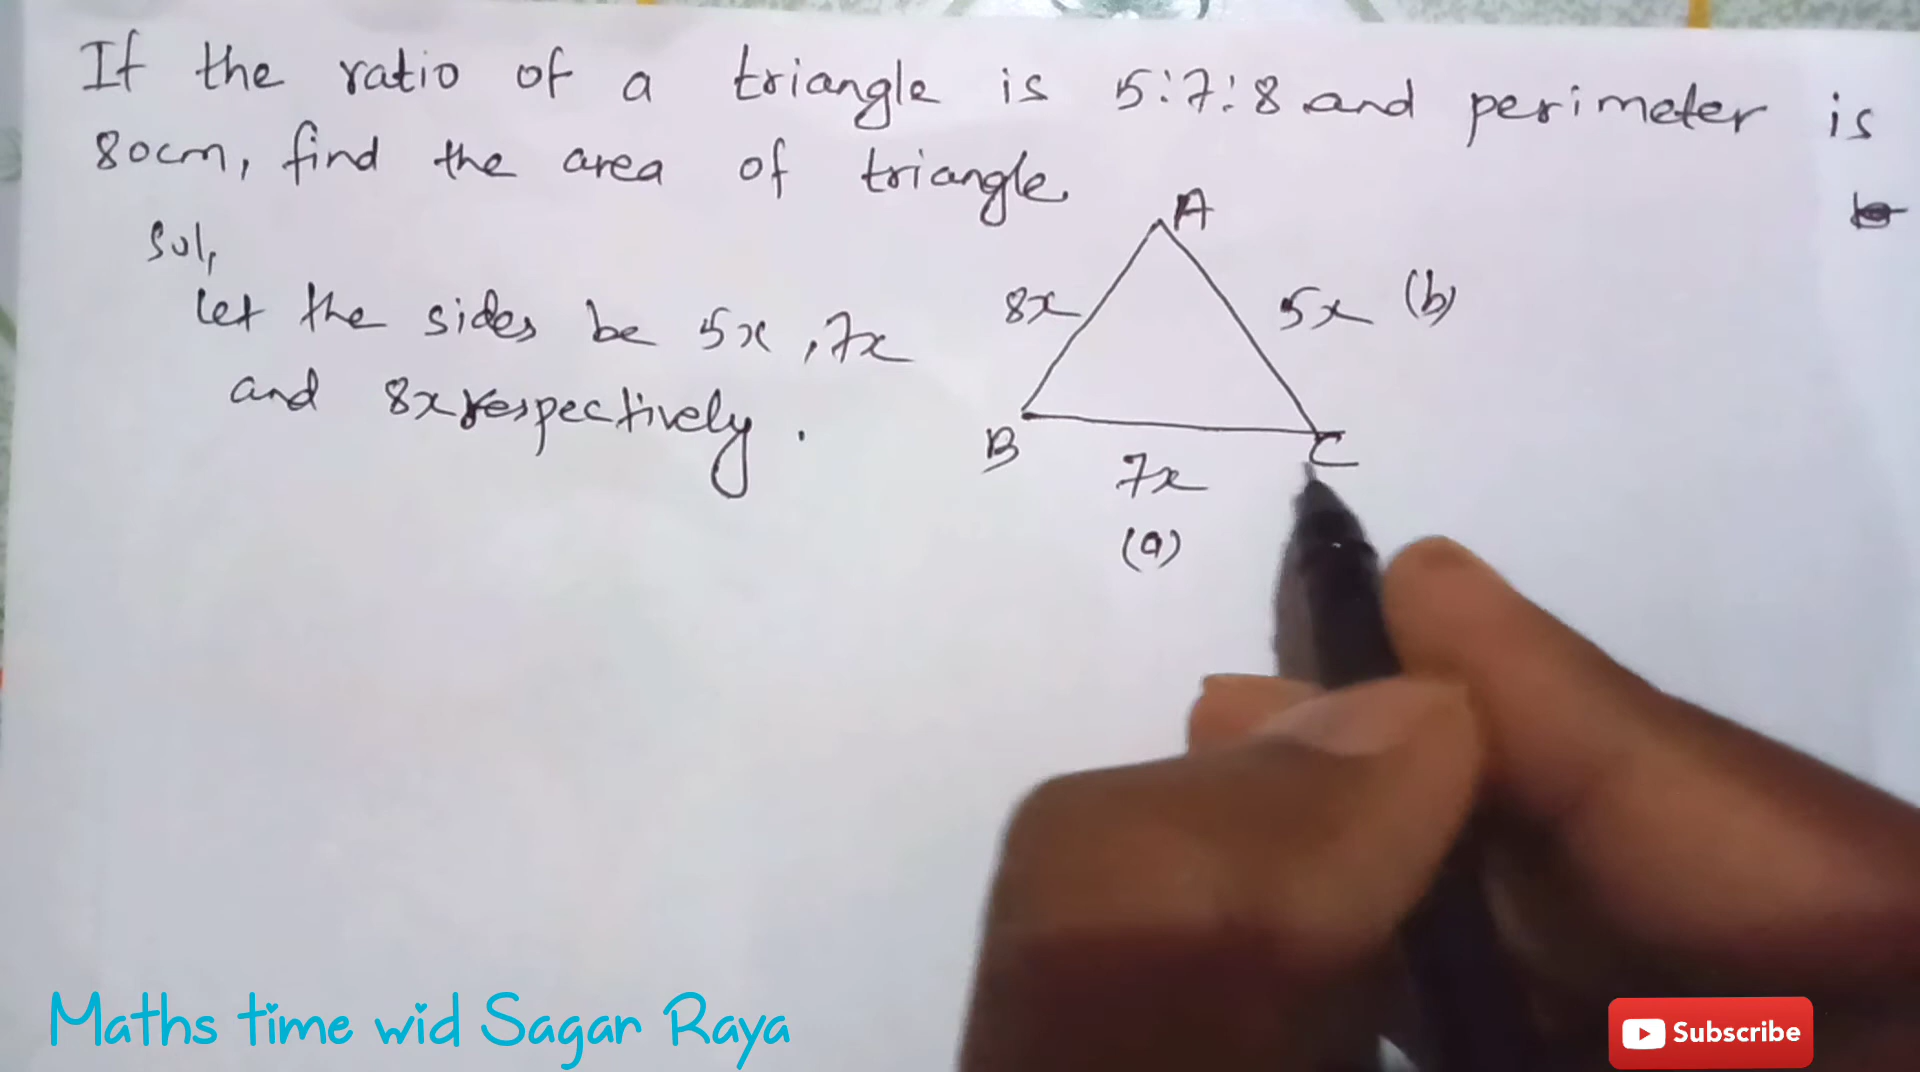 If the ratio of a triangle is 5:7:8 and perimeter is
80cm, find the area of triangle.
Sol,
let the sides be 5x, 7x
and 8x respectively.
A
8x
5x (b)
B
C
7x
(a)
Maths time wid Sagar Raya
Subscribe